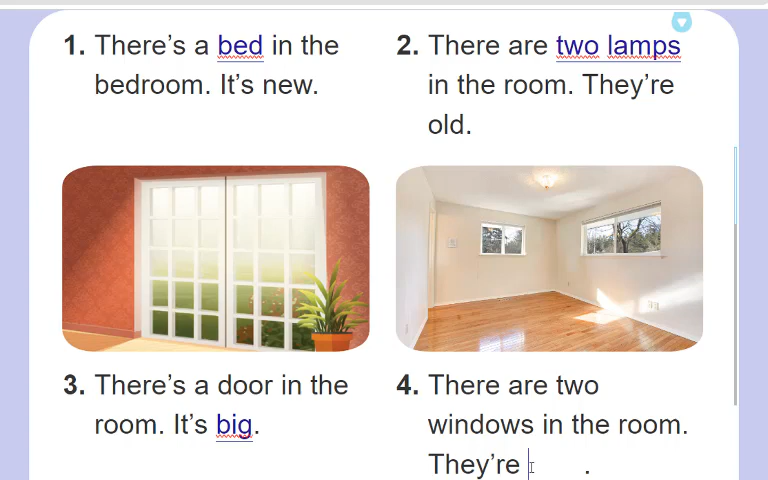 1. There's a bed in the
bedroom. It's new.
2. There are two lamps
in the room. They're
old.
3. There's a door in the
room. It's big.
4. There are two
windows in the room.
They're .